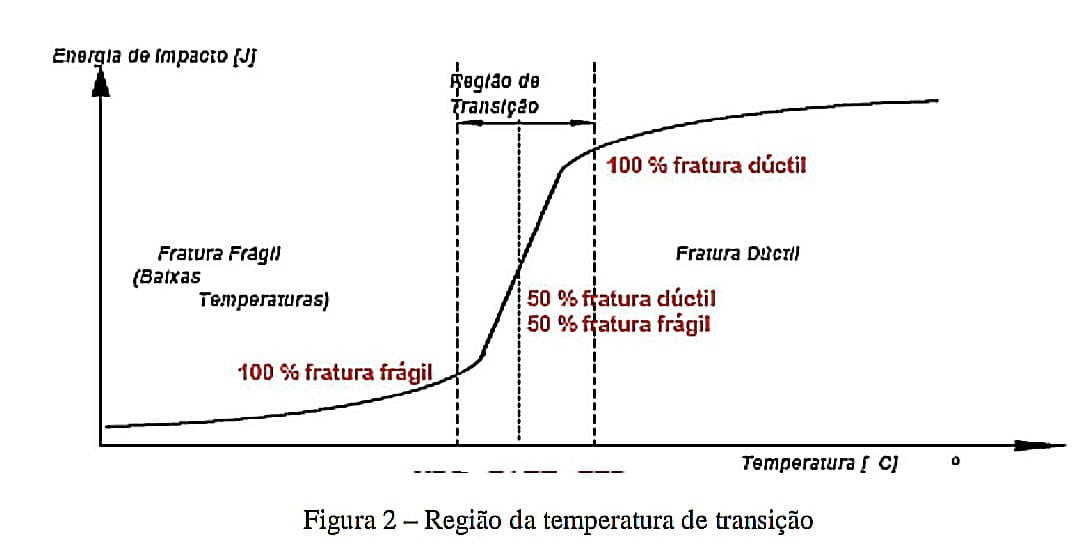 Energia de Impacto [J]
Região de
Transição
100 % fratura dúctil
Fratura Frágil
(Baixas
Temperaturas)
Fratura Dúctil
50 % fratura dúctil
50 % fratura frágil
100 % fratura frágil
Temperatura [ C] o
Figura 2 – Região da temperatura de transição